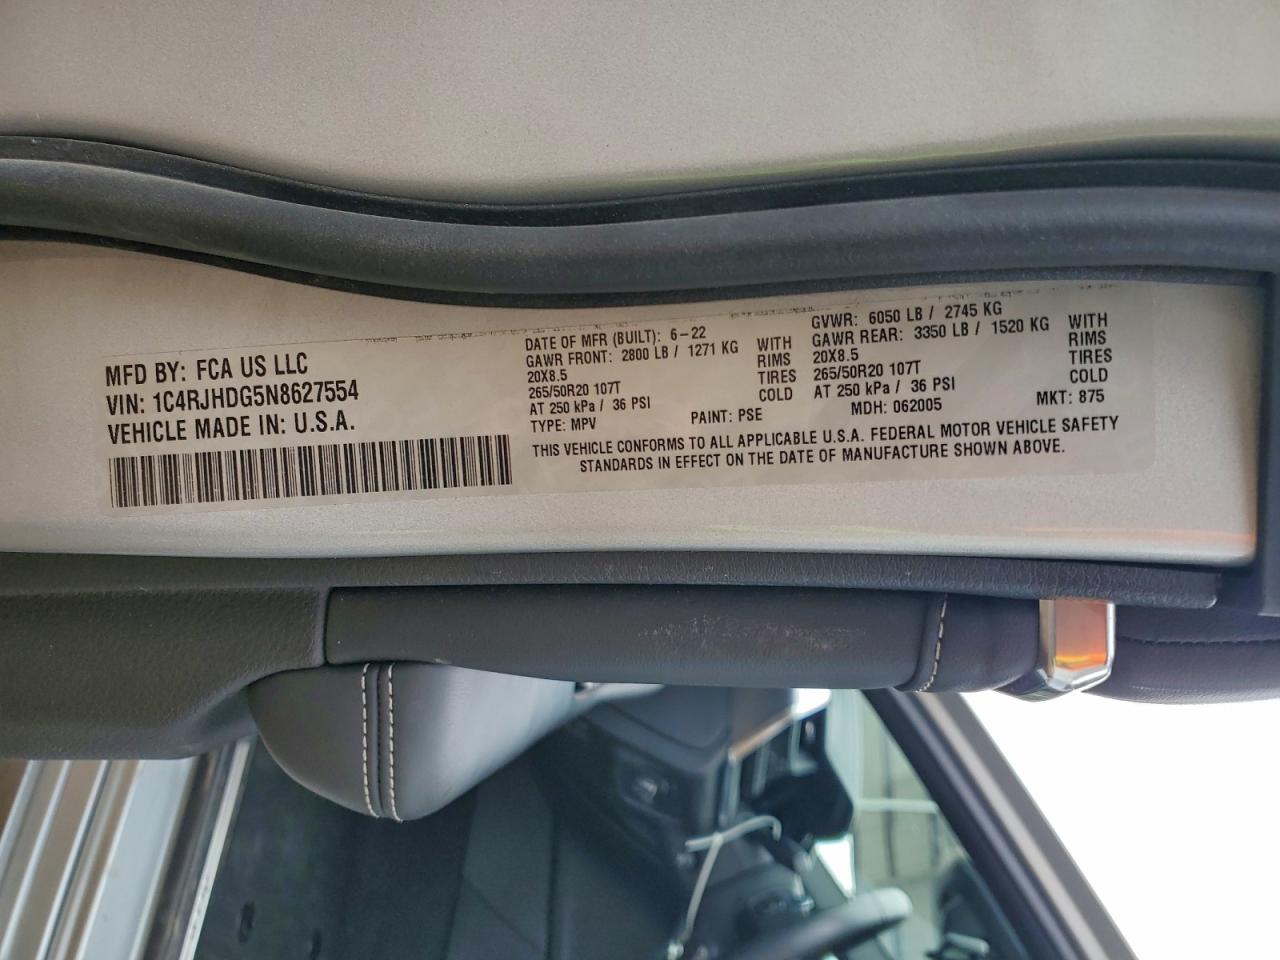 MFD BY: FCA US LLC
VIN: 1C4RJHDG5N8627554
VEHICLE MADE IN: U.S.A.
DATE OF MFR (BUILT): 6-22
GAWR FRONT: 2800 LB / 1271 KG WITH
20X8.5 RIMS
265/50R20 107T TIRES
AT 250 kPa / 36 PSI COLD
TYPE: MPV PAINT: PSE
GVWR: 6050 LB / 2745 KG
GAWR REAR: 3350 LB / 1520 KG WITH
20X8.5 RIMS
265/50R20 107T TIRES
AT 250 kPa / 36 PSI COLD
MDH: 062005 MKT: 875
THIS VEHICLE CONFORMS TO ALL APPLICABLE U.S.A. FEDERAL MOTOR VEHICLE SAFETY
STANDARDS IN EFFECT ON THE DATE OF MANUFACTURE SHOWN ABOVE.